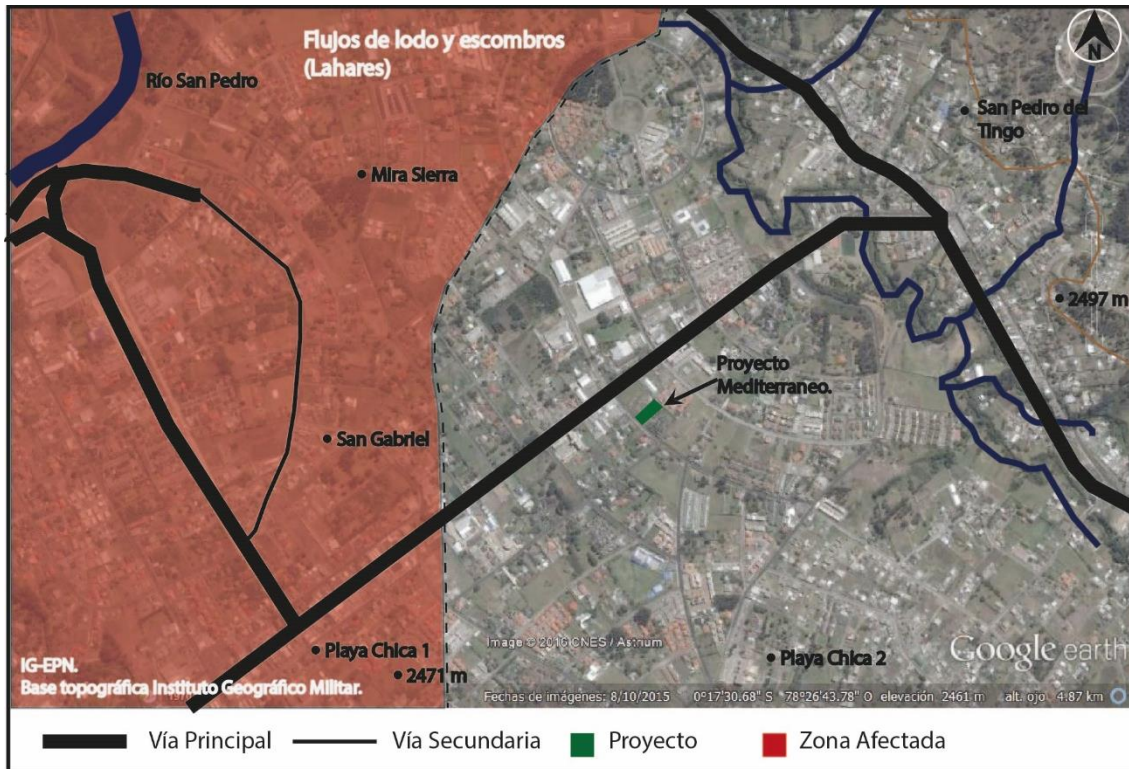 Flujos de lodo y escombros
(Lahares)
N
Río San Pedro
San Pedro del
Tingo
Mira Sierra
2497 m
Proyecto
Mediterraneo.
San Gabriel
Image © 2016 CNES / Astrium
Playa Chica 1
Playa Chica 2
Google earth
IG-EPN.
2471 m
Base topográfica Instituto Geográfico Militar.
Fechas de imágenes: 8/10/2015 0°17'30.68" S 78°26'43.78" O elevación 2461 m alt. ojo 4.87 km
Vía Principal Vía Secundaria Proyecto Zona Afectada